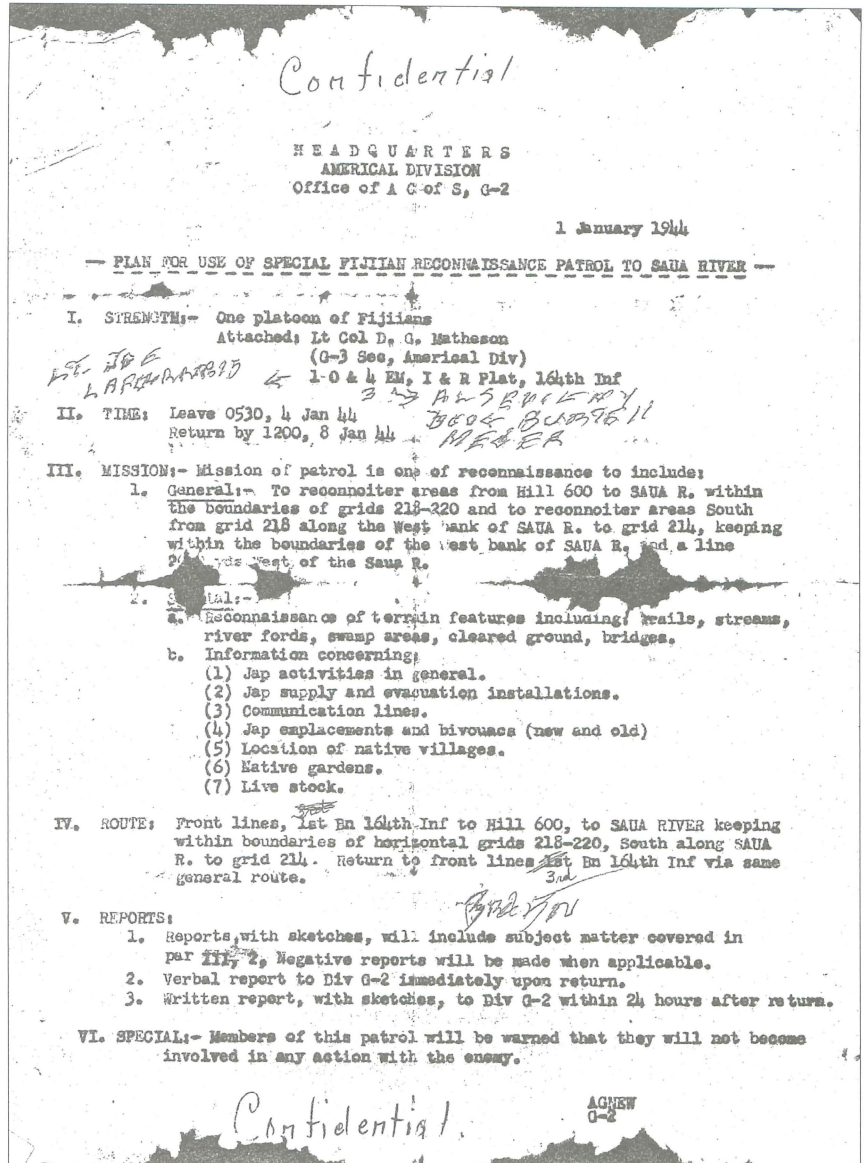 Confidential
HEADQUARTERS
AMERICAL DIVISION
Office of A C of S, G-2
1 January 1944
— PLAN FOR USE OF SPECIAL FIJIIAN RECONNAISSANCE PATROL TO SAUA RIVER —
I. STRENGTH:- One platoon of Fijiians
Attached: Lt Col D. G. Matheson
(G-3 Sec, Americal Div)
LT. JOE
1-O & 4 EM, I & R Plat, 164th Inf
II. TIME: Leave 0530, 4 Jan 44
Return by 1200, 8 Jan 44
III. MISSION:- Mission of patrol is one of reconnaissance to include:
1. General:- To reconnoiter areas from Hill 600 to SAUA R. within
the boundaries of grids 218-220 and to reconnoiter areas South
from grid 218 along the West bank of SAUA R. to grid 214, keeping
within the boundaries of the West bank of SAUA R. and a line
West of the Saua R.
2.
a. Reconnaissance of terrain features including: trails, streams,
river fords, swamp areas, cleared ground, bridges.
b. Information concerning:
(1) Jap activities in general.
(2) Jap supply and evacuation installations.
(3) Communication lines.
(4) Jap emplacements and bivouacs (new and old)
(5) Location of native villages.
(6) Native gardens.
(7) Live stock.
IV. ROUTE: Front lines, 1st Bn 164th Inf to Hill 600, to SAUA RIVER keeping
within boundaries of horizontal grids 218-220, South along SAUA
R. to grid 214. Return to front lines 1st Bn 164th Inf via same
general route.
3rd
V. REPORTS:
1. Reports, with sketches, will include subject matter covered in
par III, 2. Negative reports will be made when applicable.
2. Verbal report to Div G-2 immediately upon return.
3. Written report, with sketches, to Div G-2 within 24 hours after return.
VI. SPECIAL:- Members of this patrol will be warned that they will not become
involved in any action with the enemy.
AGNEW
G-2
Confidential.